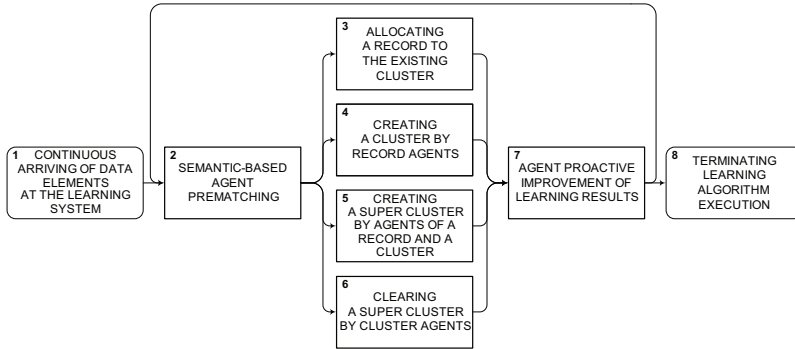 1
CONTINUOUS
ARRIVING OF DATA
ELEMENTS
AT THE LEARNING
SYSTEM
2
SEMANTIC-BASED
AGENT
PREMATCHING
3
ALLOCATING
A RECORD TO
THE EXISTING
CLUSTER
4
CREATING
A CLUSTER BY
RECORD AGENTS
5
CREATING
A SUPER CLUSTER
BY AGENTS OF A
RECORD AND A
CLUSTER
6
CLEARING
A SUPER CLUSTER
BY CLUSTER AGENTS
7
AGENT PROACTIVE
IMPROVEMENT OF
LEARNING RESULTS
8
TERMINATING
LEARNING
ALGORITHM
EXECUTION